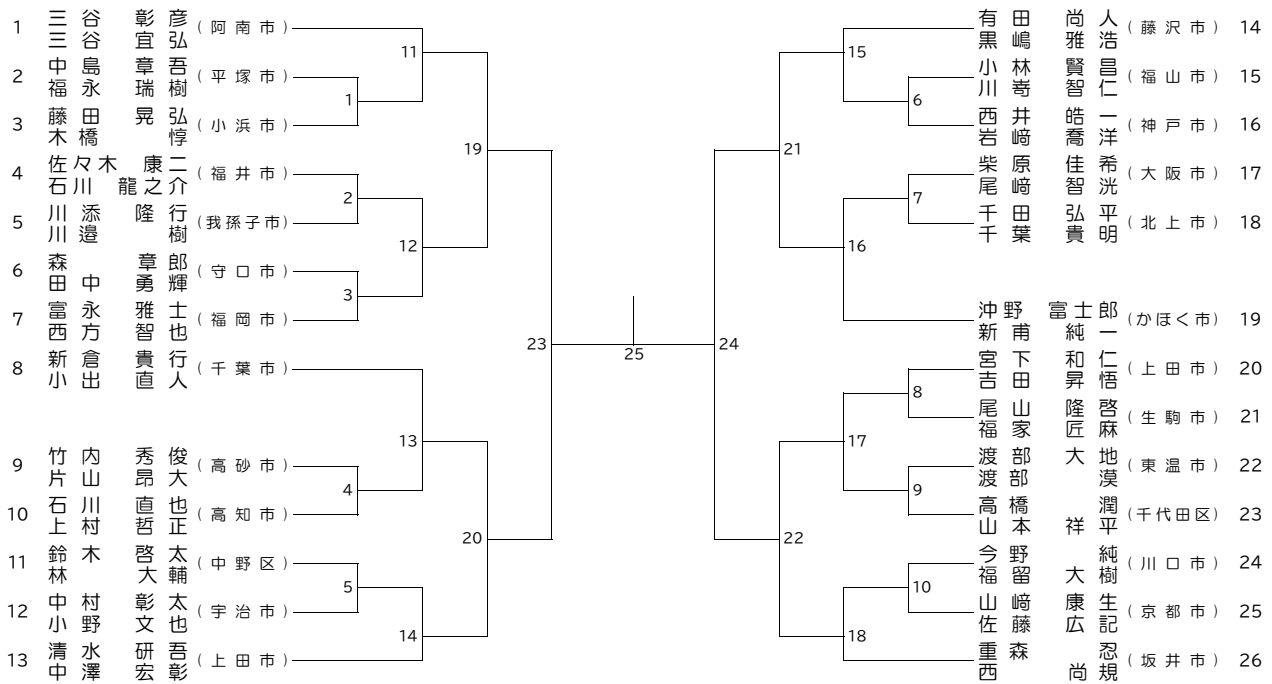 1 三谷 彰彦 (阿南市)
三谷 宜弘
2 中島 章吾 (平塚市)
福永 瑞樹
3 藤田 晃弘 (小浜市)
木橋 惇
4 佐々木 康二 (福井市)
石川 龍之介
5 川添 隆行 (我孫子市)
川邉 樹
6 森 章郎 (守口市)
田中 勇輝
7 富永 雅士 (福岡市)
西方 智也
8 新倉 貴行 (千葉市)
小出 直人
9 竹内 秀俊 (高砂市)
片山 昂大
10 石川 直也 (高知市)
上村 哲正
11 鈴木 啓太 (中野区)
林 大輔
12 中村 彰太 (宇治市)
小野 文也
13 清水 研吾 (上田市)
中澤 宏彰
11
1
19
2
12
3
23
13
4
20
5
14
25
15
6
21
7
16
24
8
17
9
22
10
18
有田 尚人 (藤沢市) 14
黒嶋 雅浩
小林 賢昌 (福山市) 15
川嵜 智仁
西井 皓一 (神戸市) 16
岩﨑 喬洋
柴原 佳希 (大阪市) 17
尾﨑 智洸
千田 弘平 (北上市) 18
千葉 貴明
沖野 富士郎 (かほく市) 19
新甫 純一
宮下 和仁 (上田市) 20
吉田 昇悟
尾山 隆啓 (生駒市) 21
福家 匠麻
渡部 大地 (東温市) 22
渡部 漠
高橋 潤 (千代田区) 23
山本 祥平
今野 純 (川口市) 24
福留 大樹
山﨑 康生 (京都市) 25
佐藤 広記
重森 忍 (坂井市) 26
西 尚規